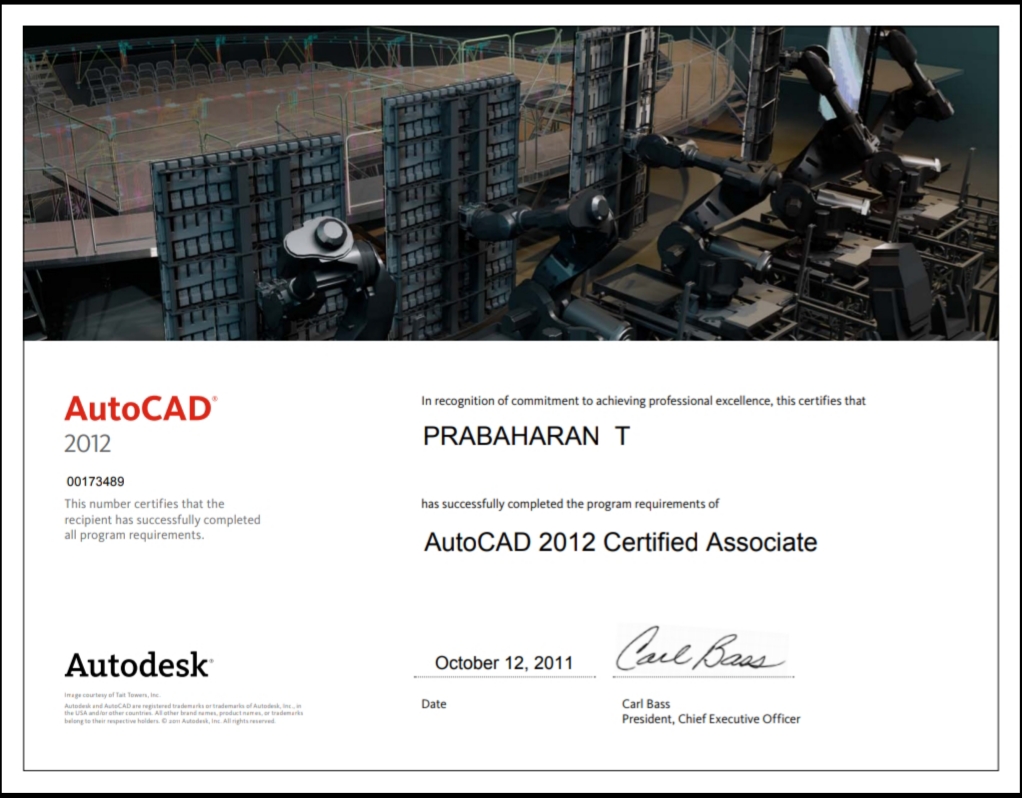 AutoCAD®
2012
00173489
This number certifies that the
recipient has successfully completed
all program requirements.
In recognition of commitment to achieving professional excellence, this certifies that
PRABAHARAN T
has successfully completed the program requirements of
AutoCAD 2012 Certified Associate
Autodesk®
Image courtesy of Tait Towers, Inc.
Autodesk and AutoCAD are registered trademarks or trademarks of Autodesk, Inc., in
the USA and/or other countries. All other brand names, product names, or trademarks
belong to their respective holders. © 2011 Autodesk, Inc. All rights reserved.
October 12, 2011
Carl Bass
Date
Carl Bass
President, Chief Executive Officer